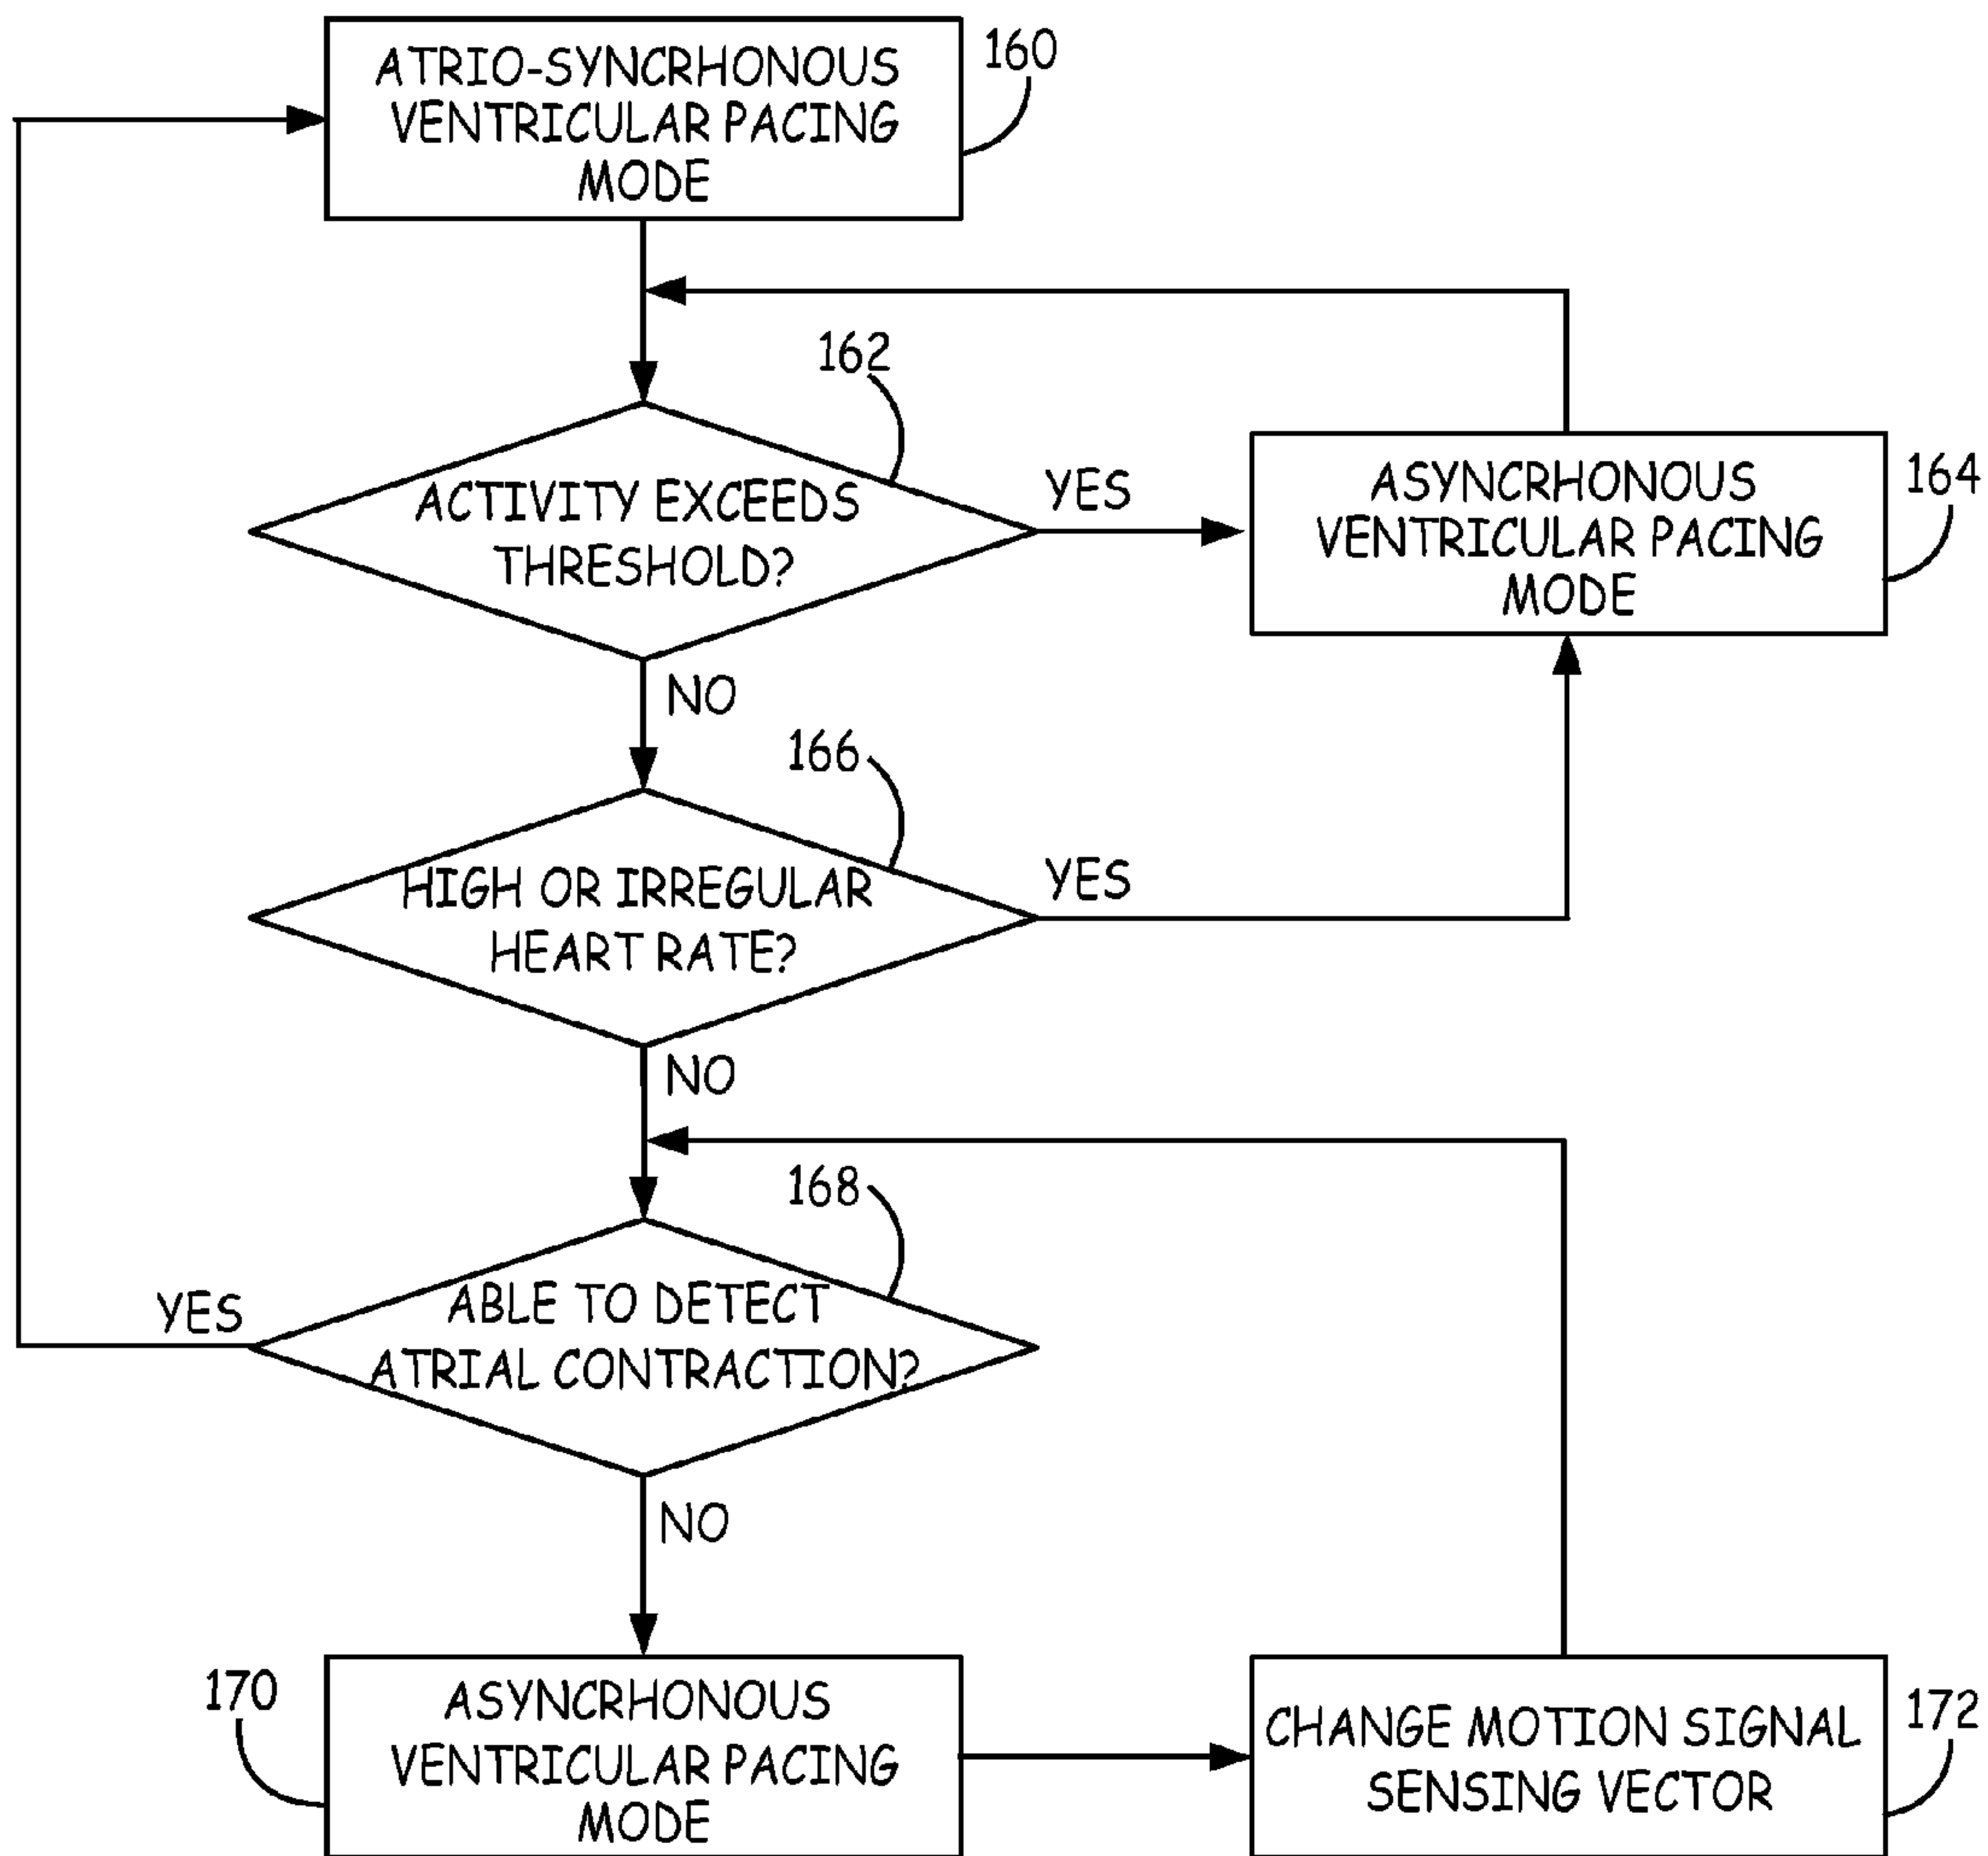 ATRIO-SYNCRHONOUS
VENTRICULAR PACING
MODE
160
162
ACTIVITY EXCEEDS
THRESHOLD?
YES
ASYNCRHONOUS
VENTRICULAR PACING
MODE
164
NO
166
HIGH OR IRREGULAR
HEART RATE?
YES
NO
168
ABLE TO DETECT
ATRIAL CONTRACTION?
YES
NO
170
ASYNCRHONOUS
VENTRICULAR PACING
MODE
CHANGE MOTION SIGNAL
SENSING VECTOR
172